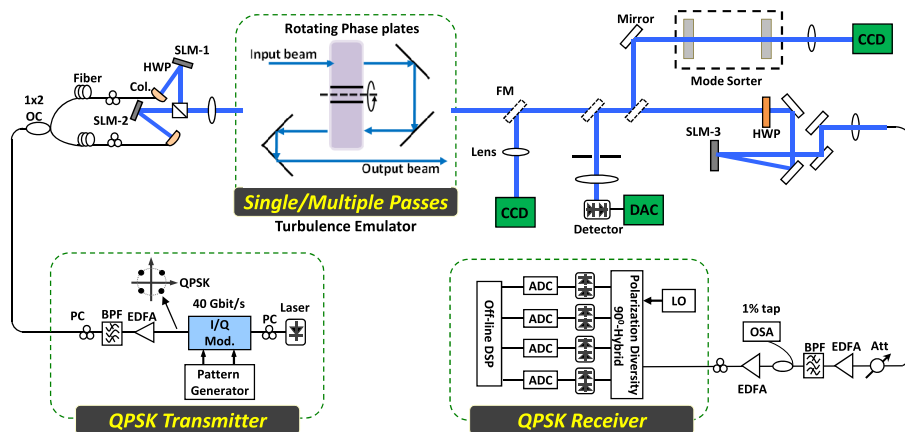 SLM-1
HWP
Fiber
Col.
1x2
OC
SLM-2
Rotating Phase plates
Input beam
Output beam
Single/Multiple Passes
Turbulence Emulator
FM
Lens
CCD
Mirror
Mode Sorter
CCD
Detector
DAC
SLM-3
HWP
QPSK
40 Gbit/s
Laser
PC
BPF
EDFA
I/Q
Mod.
PC
Pattern
Generator
QPSK Transmitter
Off-line DSP
ADC
ADC
ADC
ADC
Polarization Diversity
90⁰-Hybrid
LO
QPSK Receiver
1% tap
OSA
EDFA
BPF
EDFA
Att